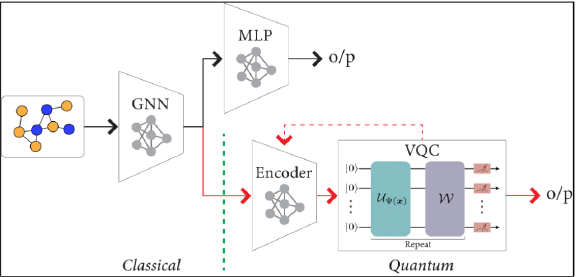 MLP
o/p
GNN
Encoder
VQC
|0⟩
|0⟩
|0⟩
𝒰Ψ(𝒙)
𝒲
o/p
Repeat
Classical
Quantum